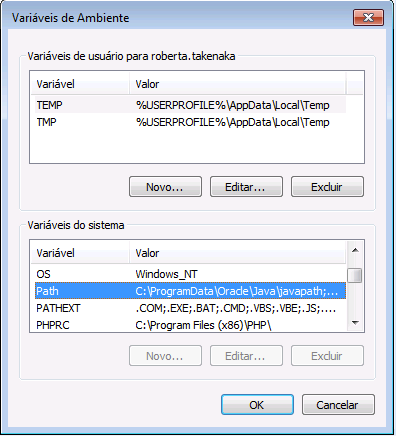 Variáveis de Ambiente
Variáveis de usuário para roberta.takenaka
Variável Valor
TEMP %USERPROFILE%\AppData\Local\Temp
TMP %USERPROFILE%\AppData\Local\Temp
Novo... Editar... Excluir
Variáveis do sistema
Variável Valor
OS Windows_NT
Path C:\ProgramData\Oracle\Java\javapath;...
PATHEXT .COM;.EXE;.BAT;.CMD;.VBS;.VBE;.JS;....
PHPRC C:\Program Files (x86)\PHP\
Novo... Editar... Excluir
OK Cancelar